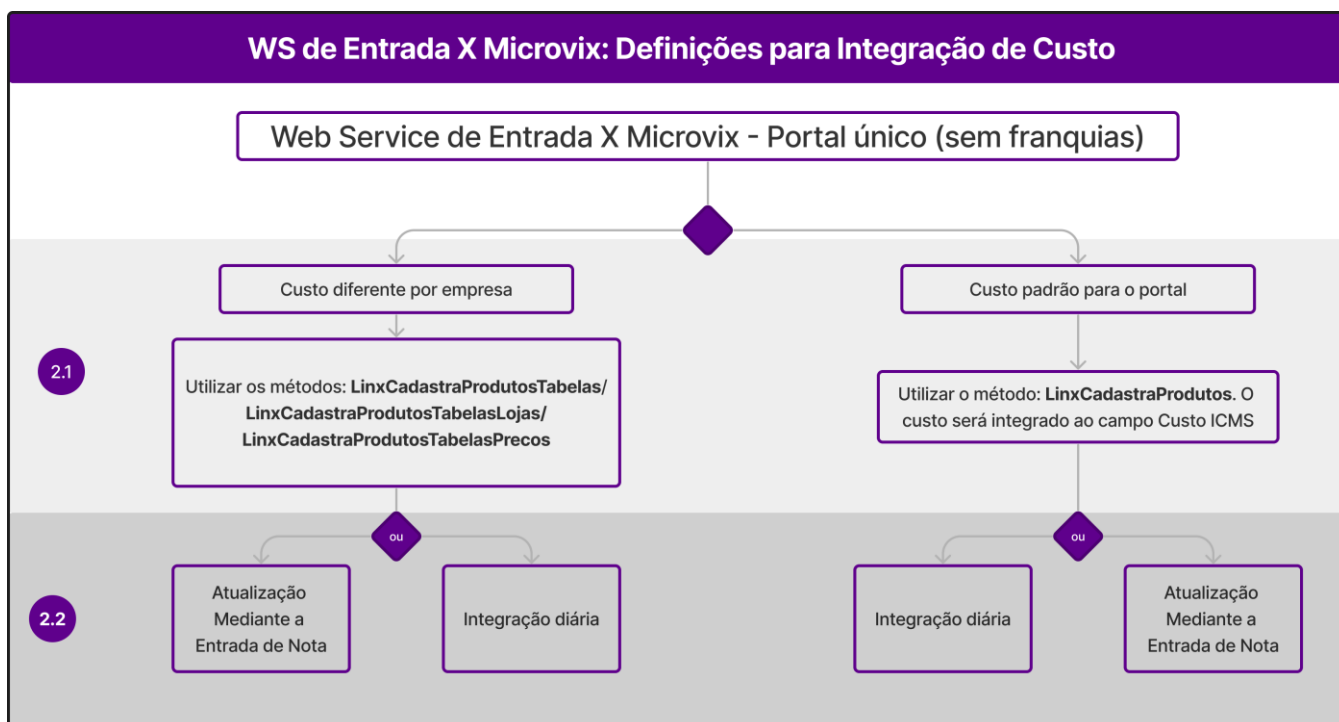 WS de Entrada X Microvix: Definições para Integração de Custo
Web Service de Entrada X Microvix - Portal único (sem franquias)
Custo diferente por empresa
Custo padrão para o portal
2.1
Utilizar os métodos: LinxCadastraProdutosTabelas/
LinxCadastraProdutosTabelasLojas/
LinxCadastraProdutosTabelasPrecos
Utilizar o método: LinxCadastraProdutos. O
custo será integrado ao campo Custo ICMS
ou
ou
2.2
Atualização
Mediante a
Entrada de Nota
Integração diária
Integração diária
Atualização
Mediante a
Entrada de Nota